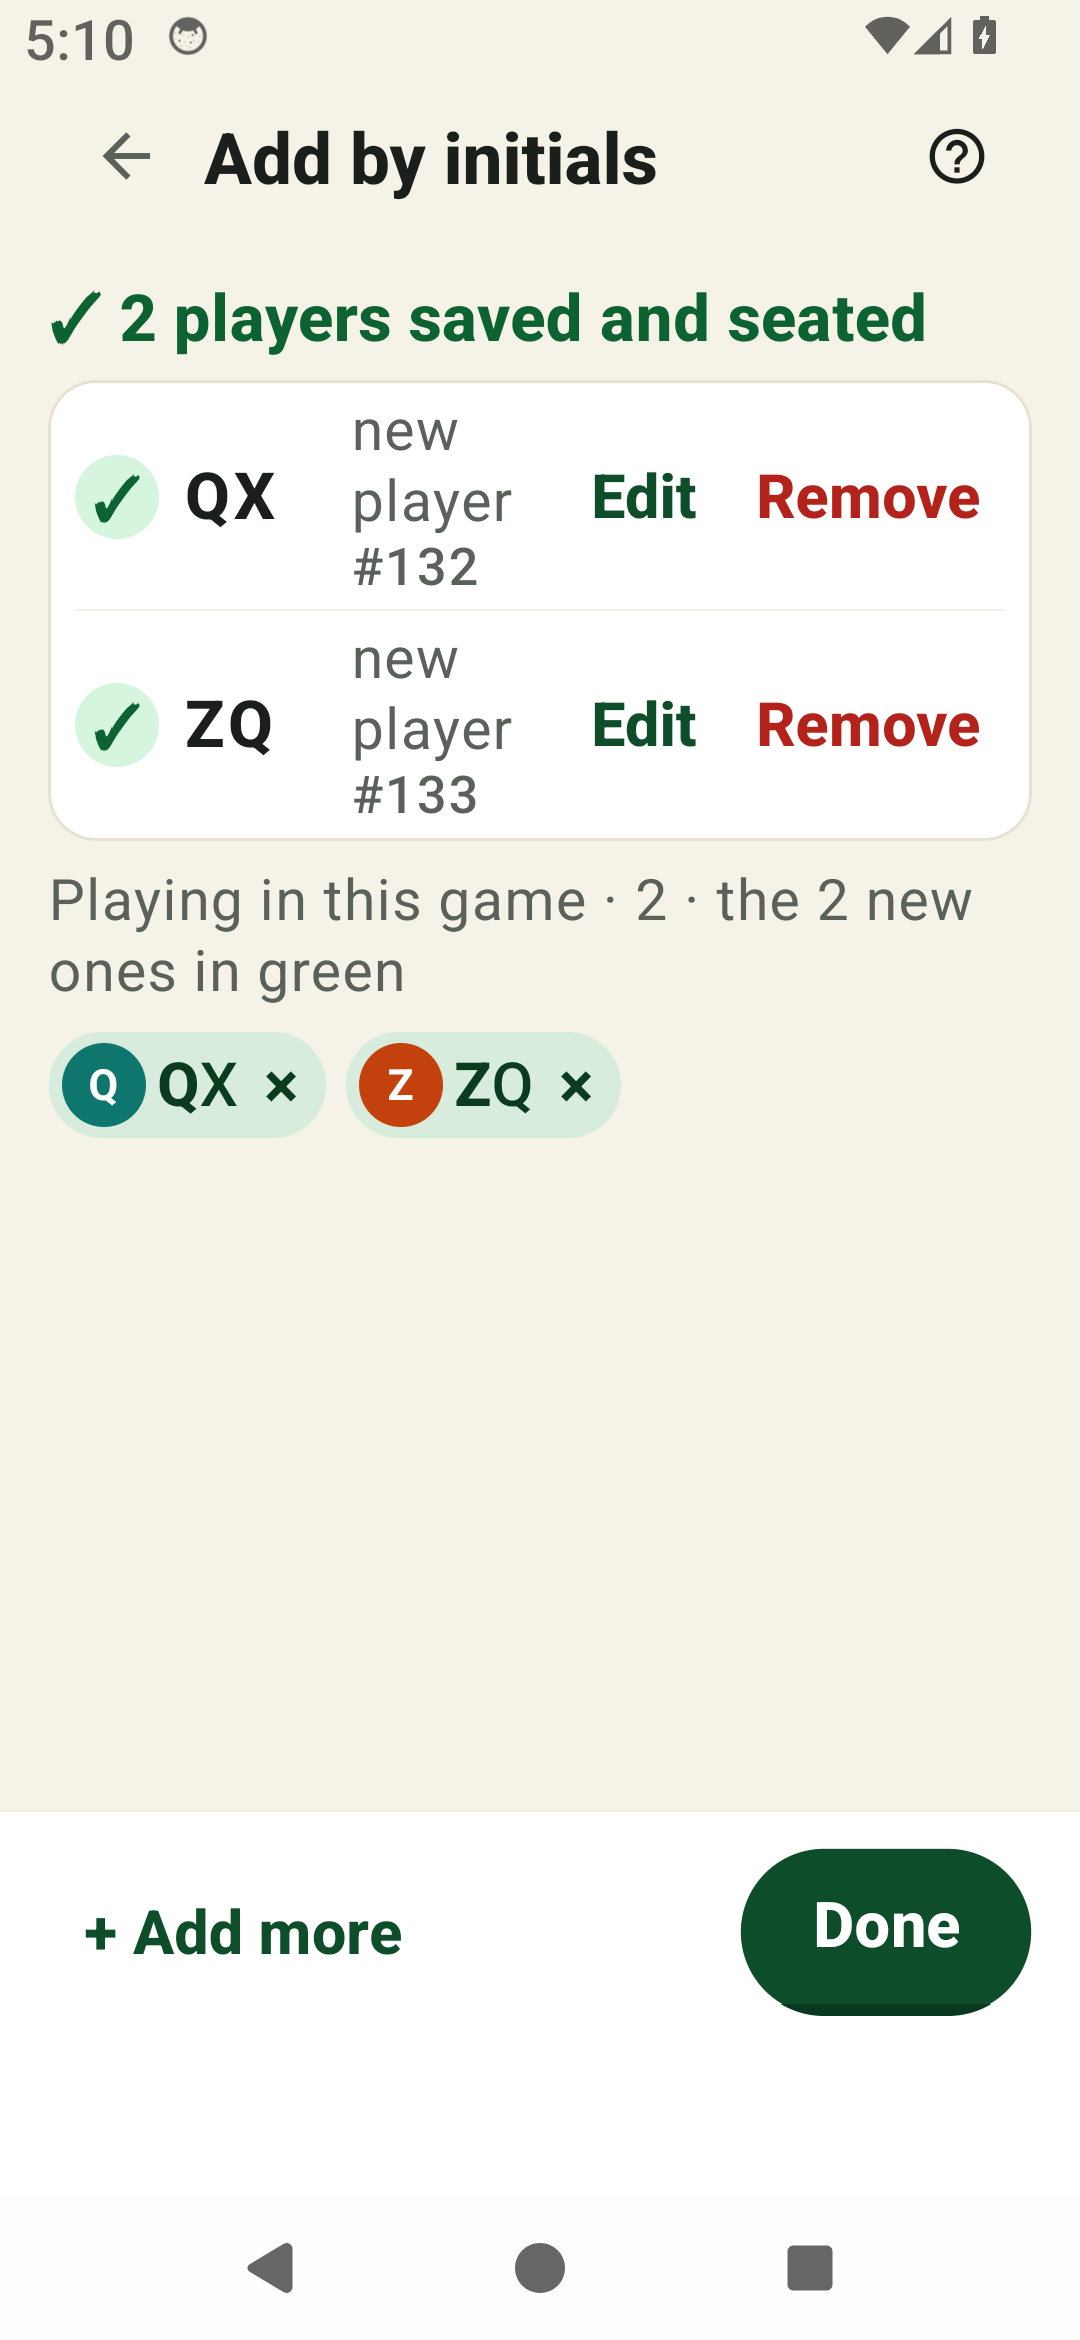 5:10
Add by initials
✓ 2 players saved and seated
✓ QX new player #132 Edit Remove
✓ ZQ new player #133 Edit Remove
Playing in this game · 2 · the 2 new
ones in green
Q QX × Z ZQ ×
+ Add more Done